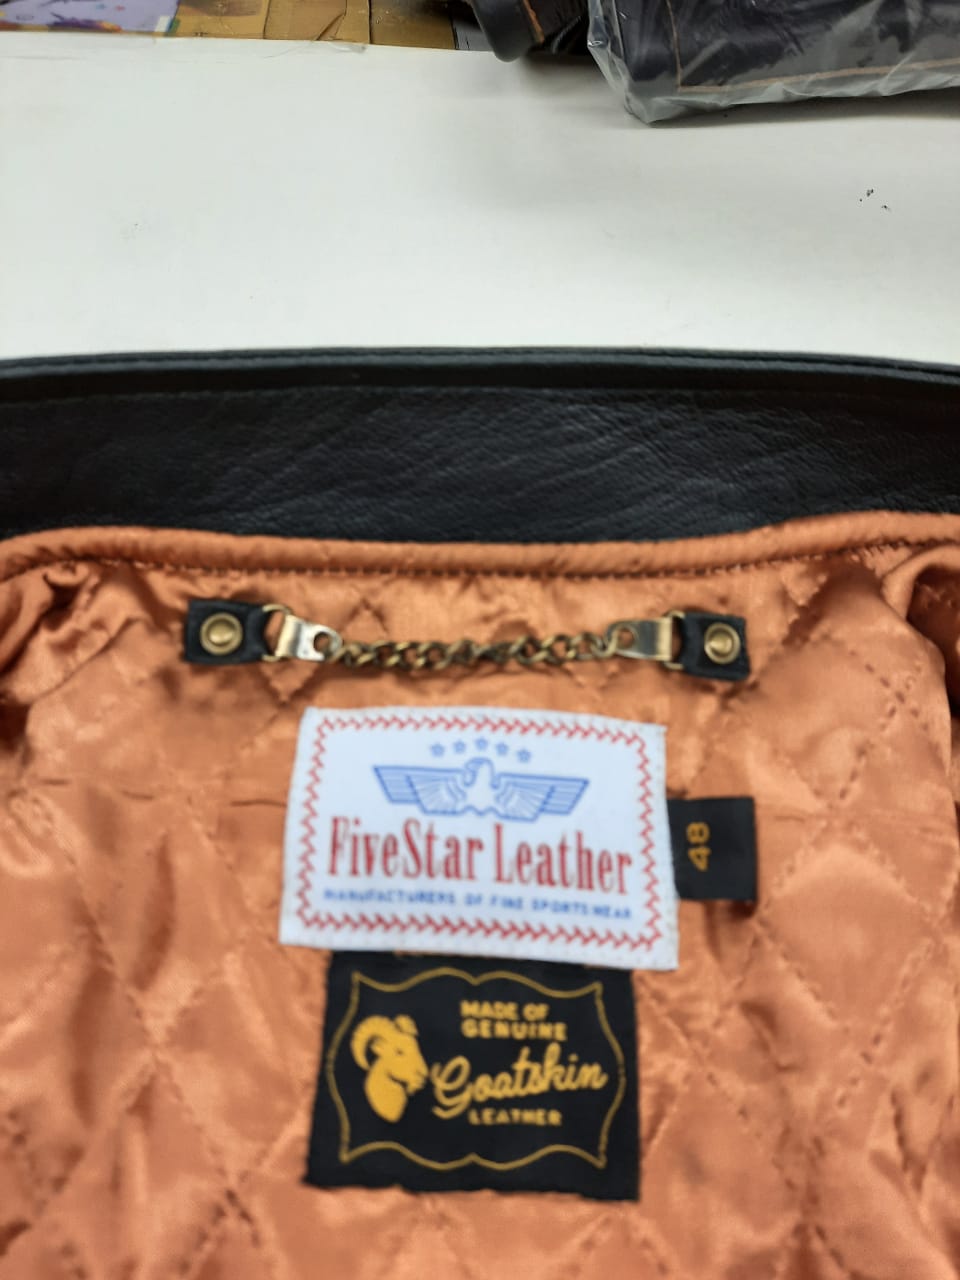 FiveStar Leather
MANUFACTURERS OF FINE SPORTSWEAR
48
MADE OF
GENUINE
Goatskin
LEATHER